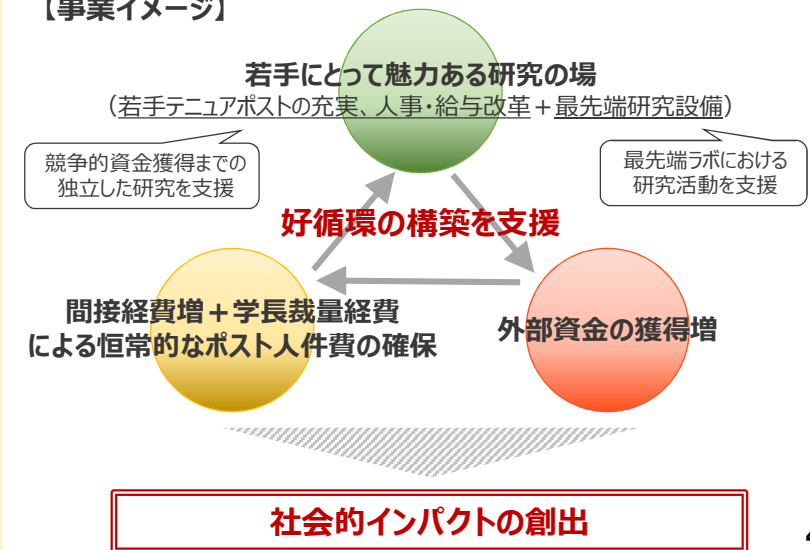 【事業イメージ】
若手にとって魅力ある研究の場
（若手テニュアポストの充実、人事・給与改革＋最先端研究設備）
競争的資金獲得までの
独立した研究を支援
最先端ラボにおける
研究活動を支援
好循環の構築を支援
間接経費増＋学長裁量経費
による恒常的なポスト人件費の確保
外部資金の獲得増
社会的インパクトの創出